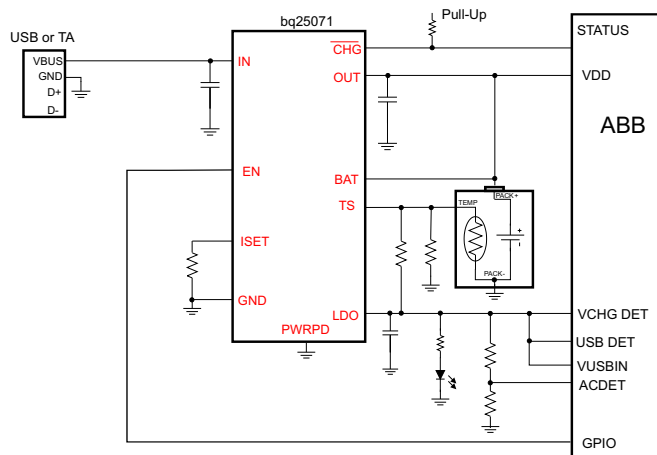 bq25071
Pull-Up
USB or TA
STATUS
VBUS
IN
CHG
GND
OUT
VDD
D+
D-
ABB
EN
BAT
TS
TEMP
PACK+
+
-
PACK-
ISET
GND
LDO
PWRPD
VCHG DET
USB DET
VUSBIN
ACDET
GPIO